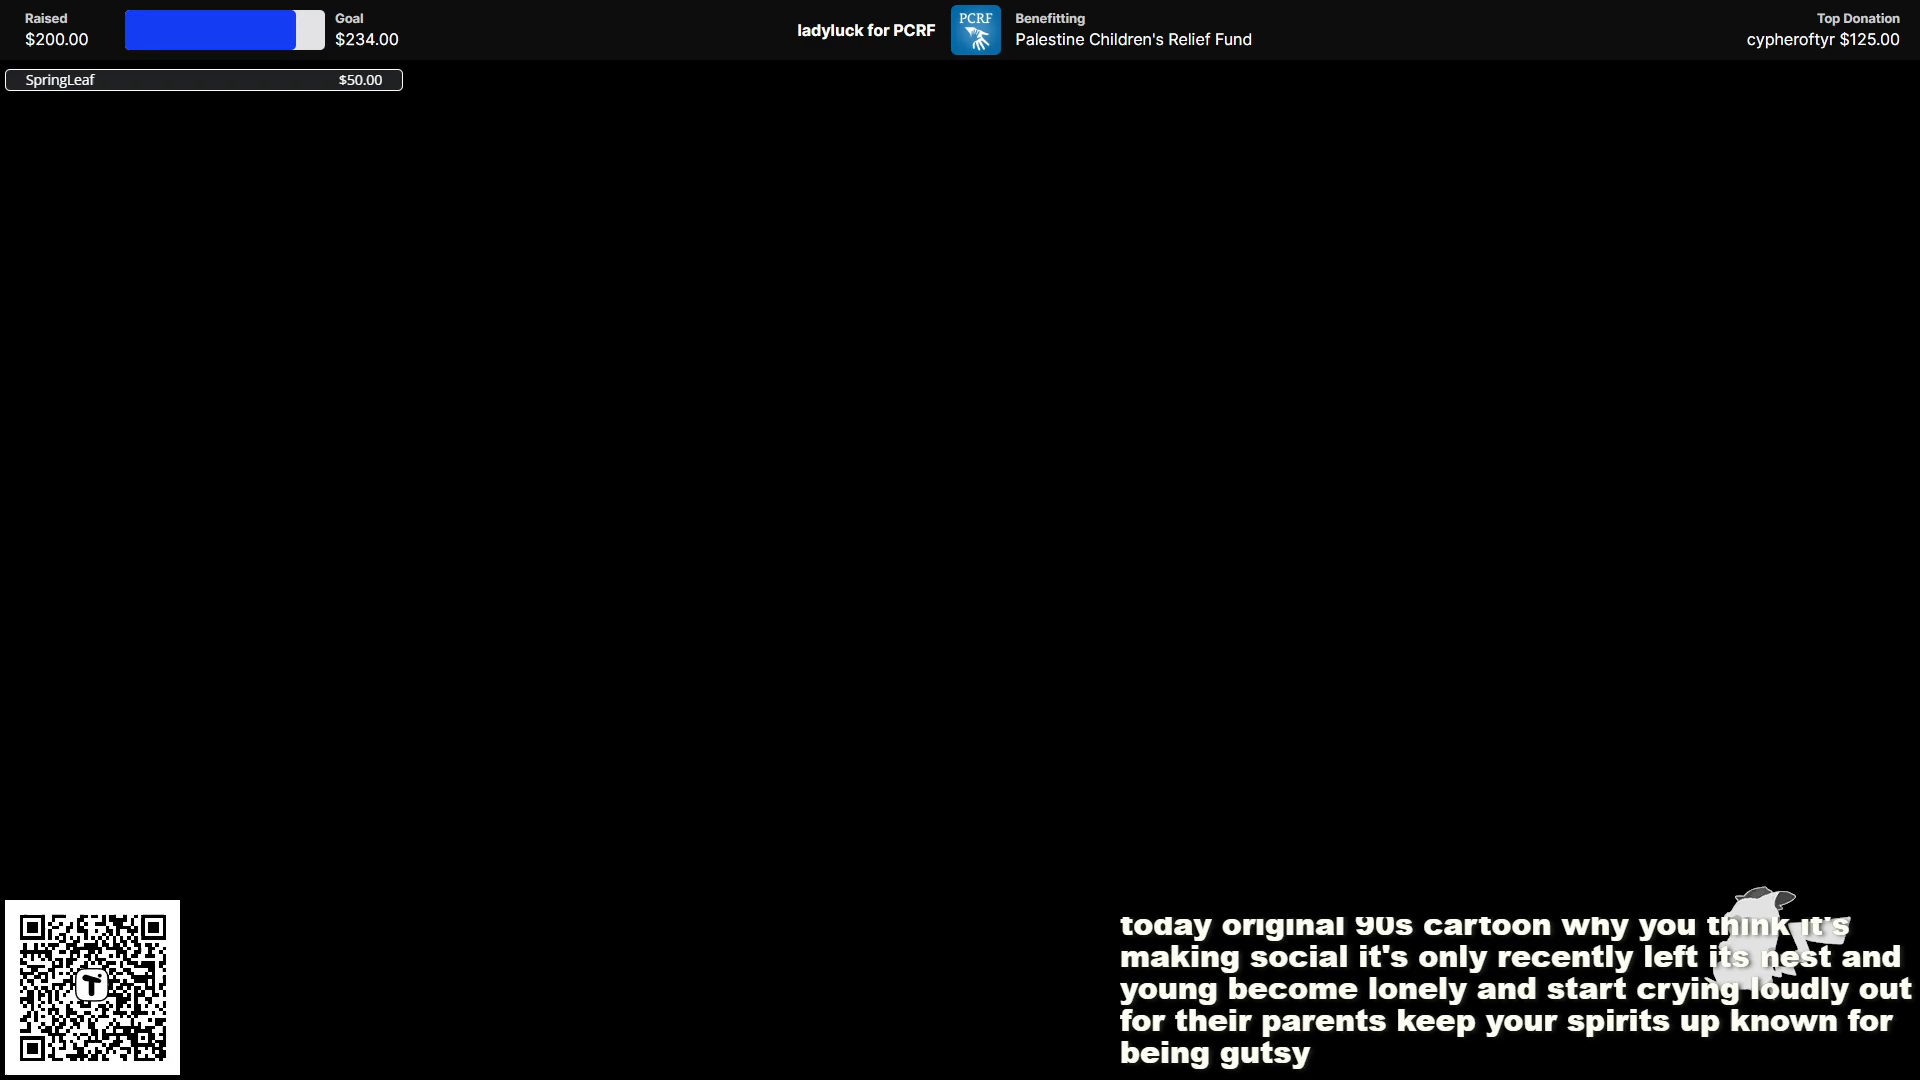 Raised
$200.00
Goal
$234.00
ladyluck for PCRF
PCRF
Benefitting
Palestine Children's Relief Fund
Top Donation
cypheroftyr $125.00
SpringLeaf $50.00
today original 90s cartoon why you think it's
making social it's only recently left its nest and
young become lonely and start crying loudly out
for their parents keep your spirits up known for
being gutsy